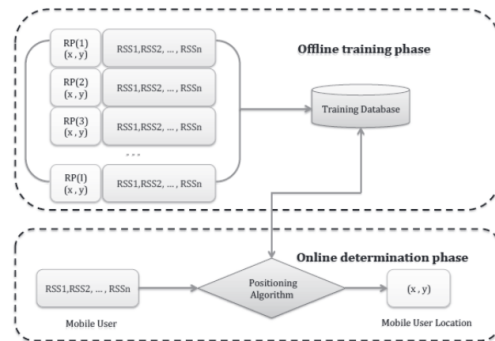 Offline training phase
RP(1)
(x , y)
RSS1,RSS2, ... , RSSn
RP(2)
(x , y)
RSS1,RSS2, ... , RSSn
RP(3)
(x , y)
RSS1,RSS2, ... , RSSn
...
RP(I)
(x , y)
RSS1,RSS2, ... , RSSn
Training Database
Online determination phase
RSS1,RSS2, ... , RSSn
Mobile User
Positioning
Algorithm
(x , y)
Mobile User Location